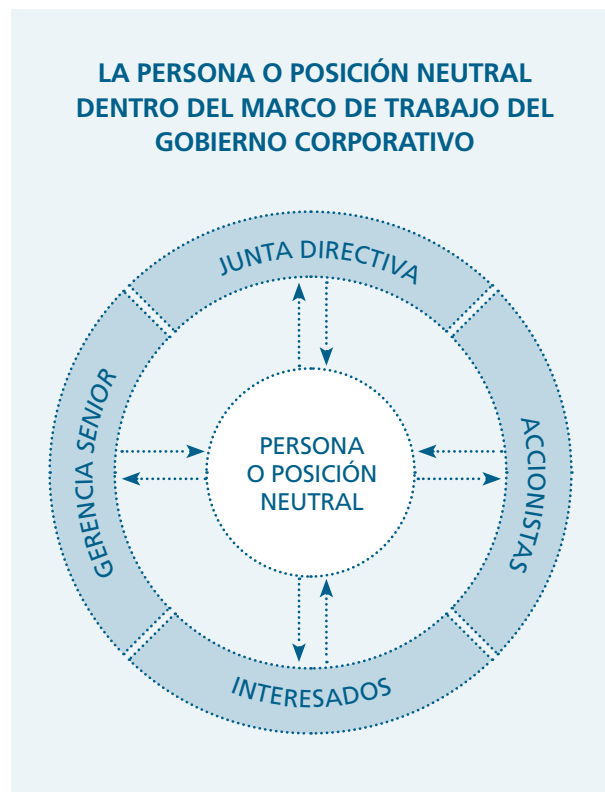 LA PERSONA O POSICIÓN NEUTRAL
DENTRO DEL MARCO DE TRABAJO DEL
GOBIERNO CORPORATIVO
JUNTA DIRECTIVA
GERENCIA SENIOR
PERSONA
O POSICIÓN
NEUTRAL
ACCIONISTAS
INTERESADOS